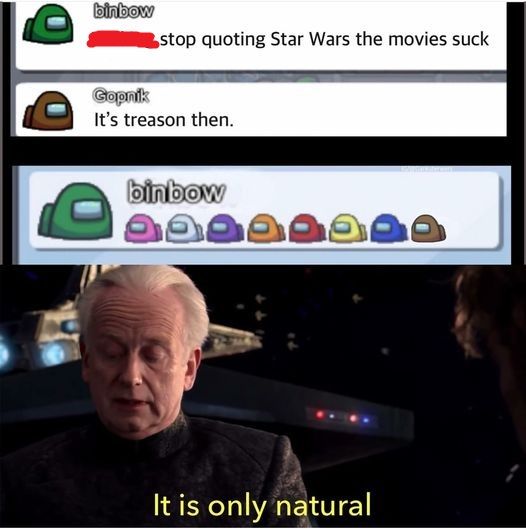 binbow
stop quoting Star Wars the movies suck
Gopnik
It's treason then.
binbow
It is only natural